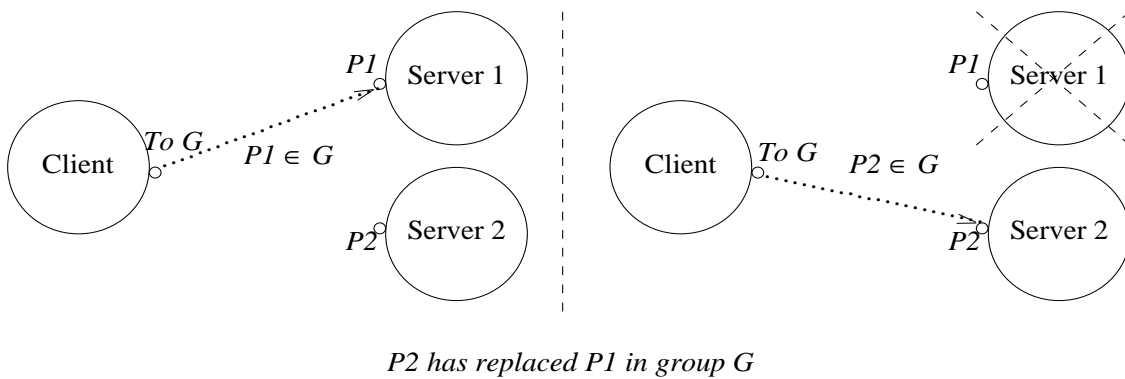 P1
Server 1
Client
To G
P1 ∈ G
P2
Server 2
P1
Server 1
Client
To G
P2 ∈ G
P2
Server 2
P2 has replaced P1 in group G